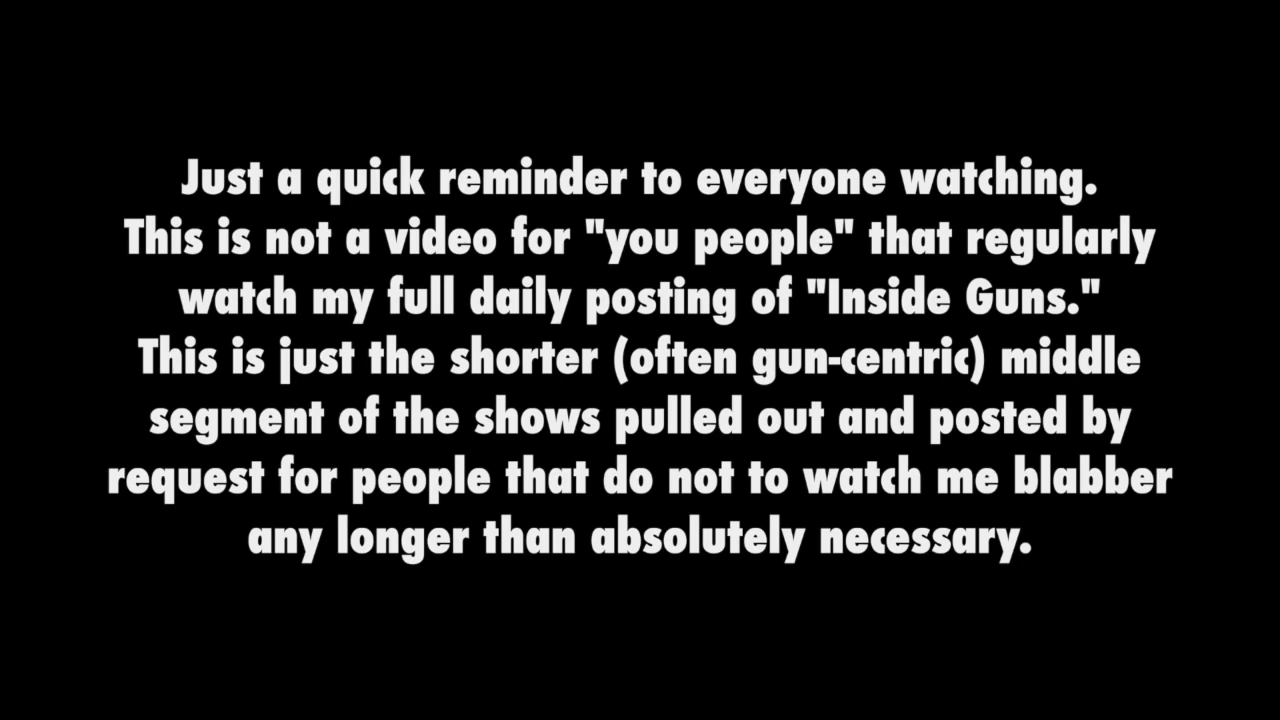 Just a quick reminder to everyone watching.
This is not a video for "you people" that regularly
watch my full daily posting of "Inside Guns."
This is just the shorter (often gun-centric) middle
segment of the shows pulled out and posted by
request for people that do not to watch me blabber
any longer than absolutely necessary.